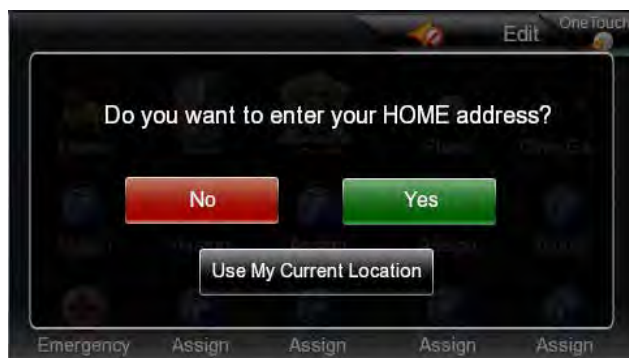 Edit
OneTouch
Do you want to enter your HOME address?
No
Yes
Use My Current Location
Emergency
Assign
Assign
Assign
Assign